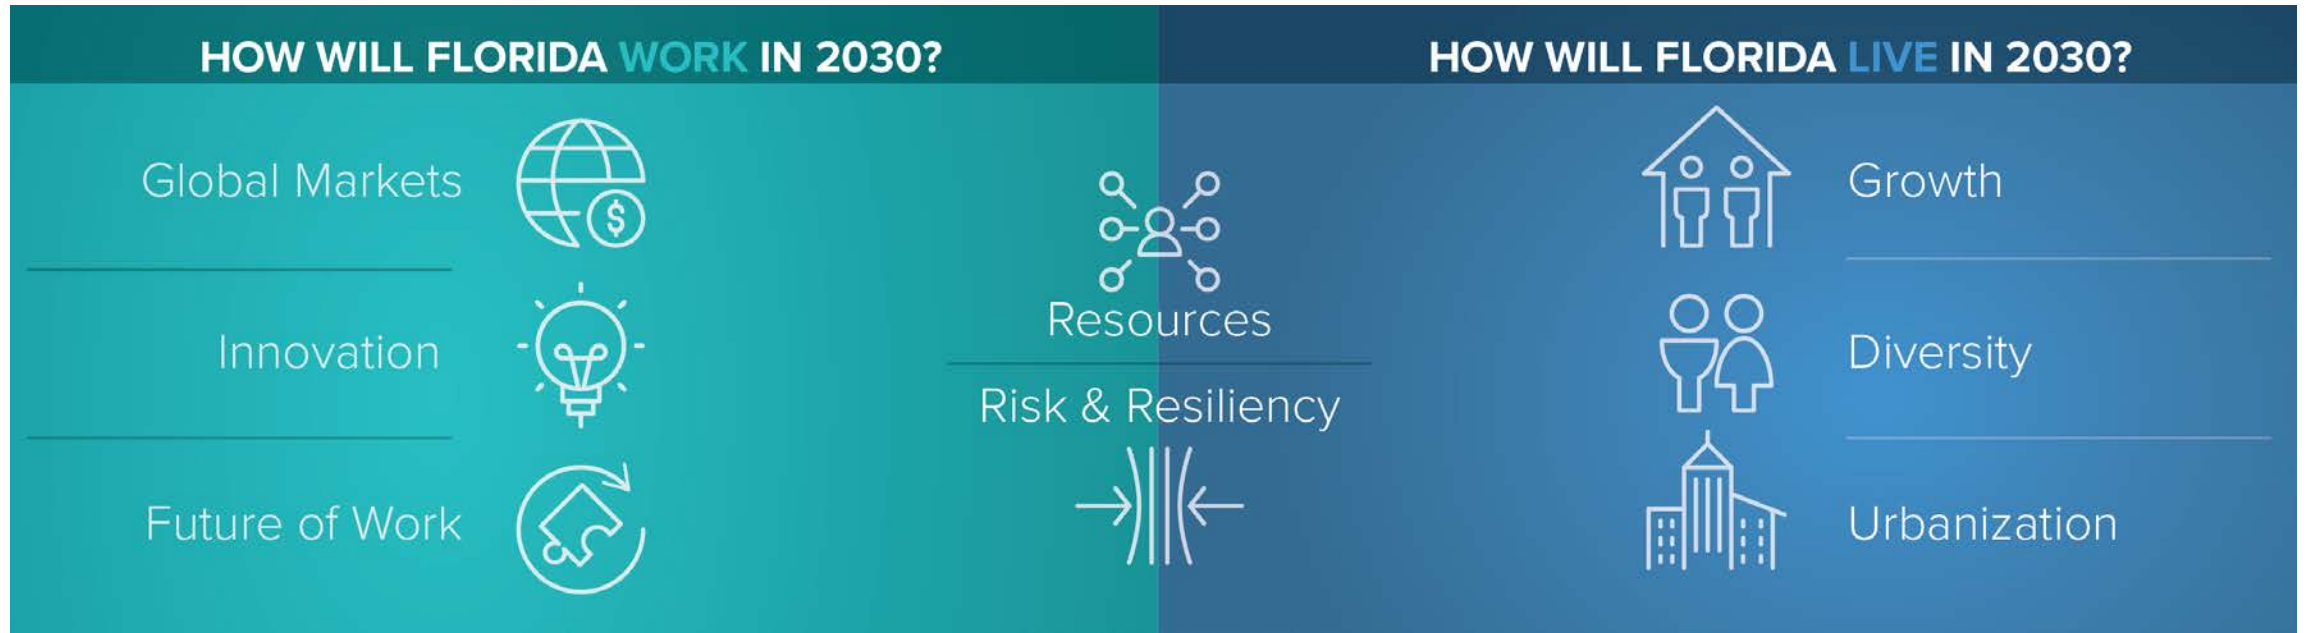 HOW WILL FLORIDA WORK IN 2030?
Global Markets
$
Innovation
Future of Work
Resources
Risk & Resiliency
HOW WILL FLORIDA LIVE IN 2030?
Growth
Diversity
Urbanization